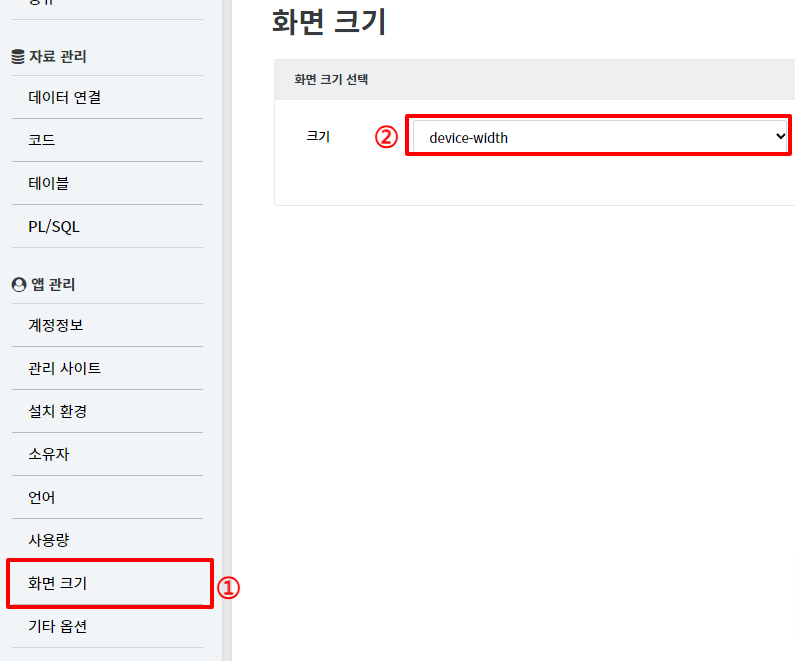 자료 관리
데이터 연결
코드
테이블
PL/SQL
앱 관리
계정정보
관리 사이트
설치 환경
소유자
언어
사용량
화면 크기
①
기타 옵션
화면 크기
화면 크기 선택
크기
②
device-width